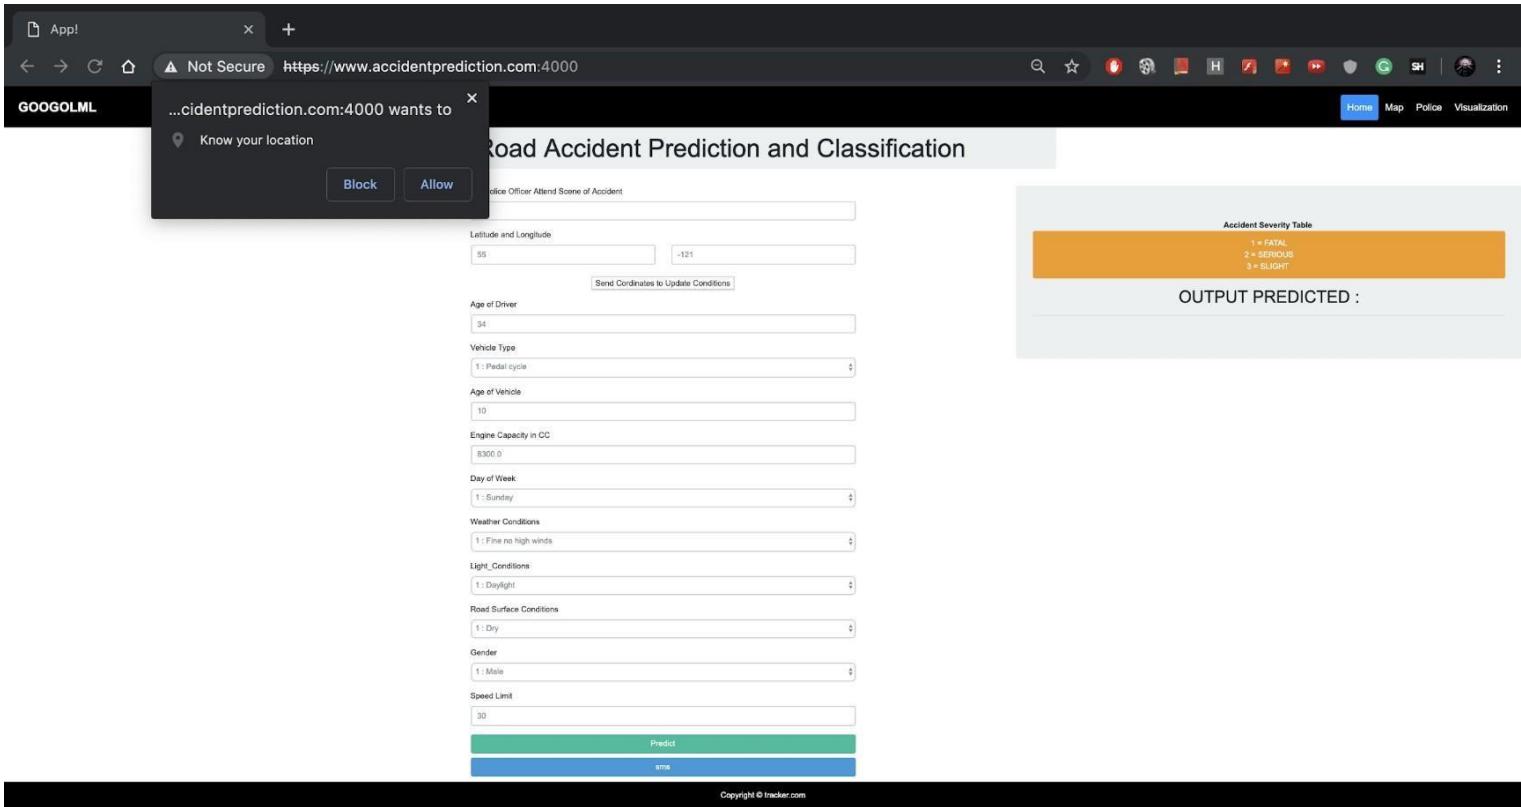 App!
Not Secure https://www.accidentprediction.com:4000
H
G
SH
GOOGOLML
Home Map Police Visualization
...cidentprediction.com:4000 wants to
Know your location
Block Allow
Road Accident Prediction and Classification
olice Officer Attend Scene of Accident
Latitude and Longitude
55 -121
Send Cordinates to Update Conditions
Age of Driver
34
Vehicle Type
1 : Pedal cycle
Age of Vehicle
10
Engine Capacity in CC
8300.0
Day of Week
1 : Sunday
Weather Conditions
1 : Fine no high winds
Light_Conditions
1 : Daylight
Road Surface Conditions
1 : Dry
Gender
1 : Male
Speed Limit
30
Predict
sms
Accident Severity Table
1 = FATAL
2 = SERIOUS
3 = SLIGHT
OUTPUT PREDICTED :
Copyright © tracker.com